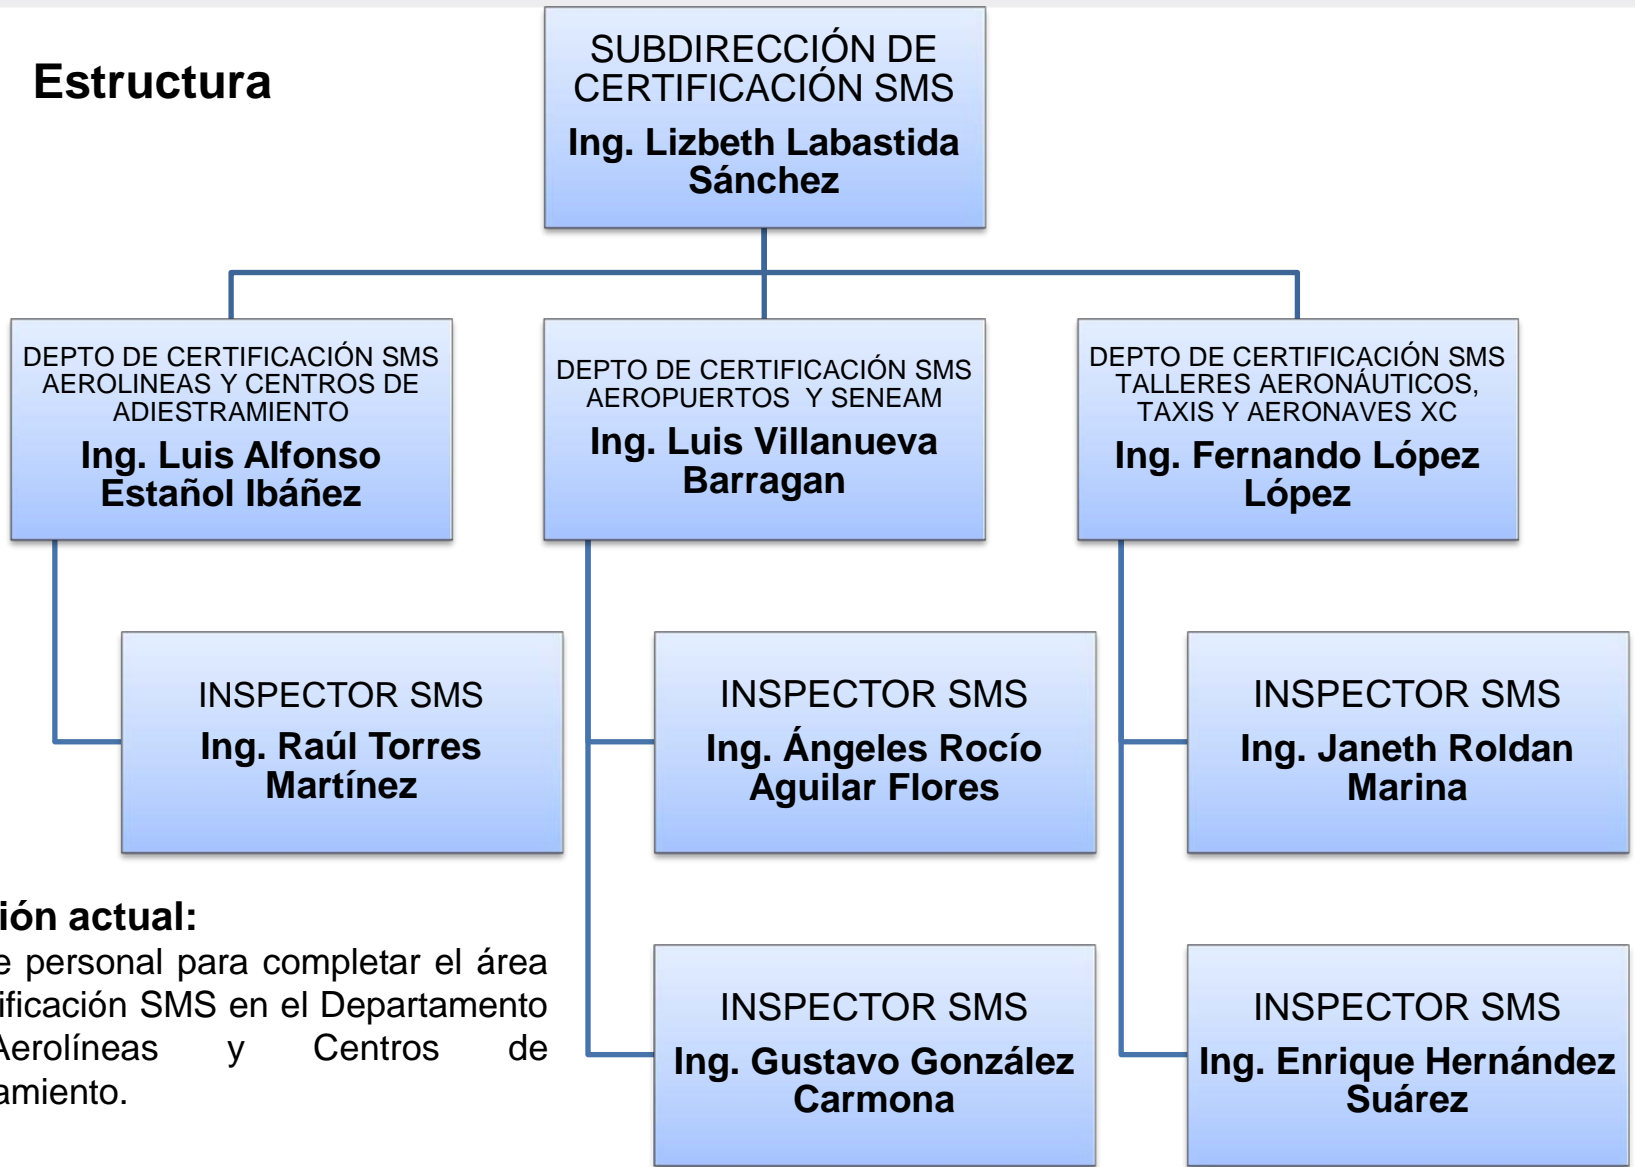 Estructura
SUBDIRECCIÓN DE
CERTIFICACIÓN SMS
Ing. Lizbeth Labastida
Sánchez
DEPTO DE CERTIFICACIÓN SMS
AEROLINEAS Y CENTROS DE
ADIESTRAMIENTO
Ing. Luis Alfonso
Estañol Ibáñez
DEPTO DE CERTIFICACIÓN SMS
AEROPUERTOS Y SENEAM
Ing. Luis Villanueva
Barragan
DEPTO DE CERTIFICACIÓN SMS
TALLERES AERONÁUTICOS,
TAXIS Y AERONAVES XC
Ing. Fernando López
López
INSPECTOR SMS
Ing. Raúl Torres
Martínez
INSPECTOR SMS
Ing. Ángeles Rocío
Aguilar Flores
INSPECTOR SMS
Ing. Janeth Roldan
Marina
ión actual:
e personal para completar el área
ificación SMS en el Departamento
Aerolíneas y Centros de
amiento.
INSPECTOR SMS
Ing. Gustavo González
Carmona
INSPECTOR SMS
Ing. Enrique Hernández
Suárez